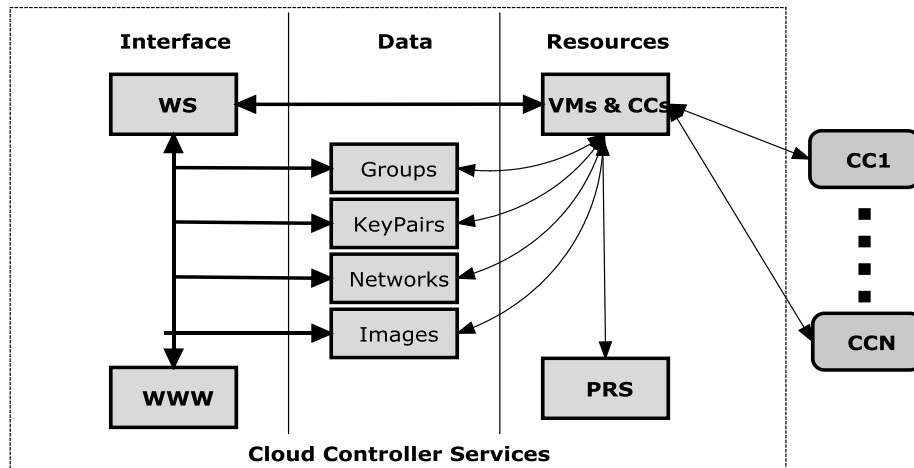 Interface Data Resources
WS
VMs & CCs
Groups
CC1
KeyPairs
Networks
Images
CCN
WWW
PRS
Cloud Controller Services